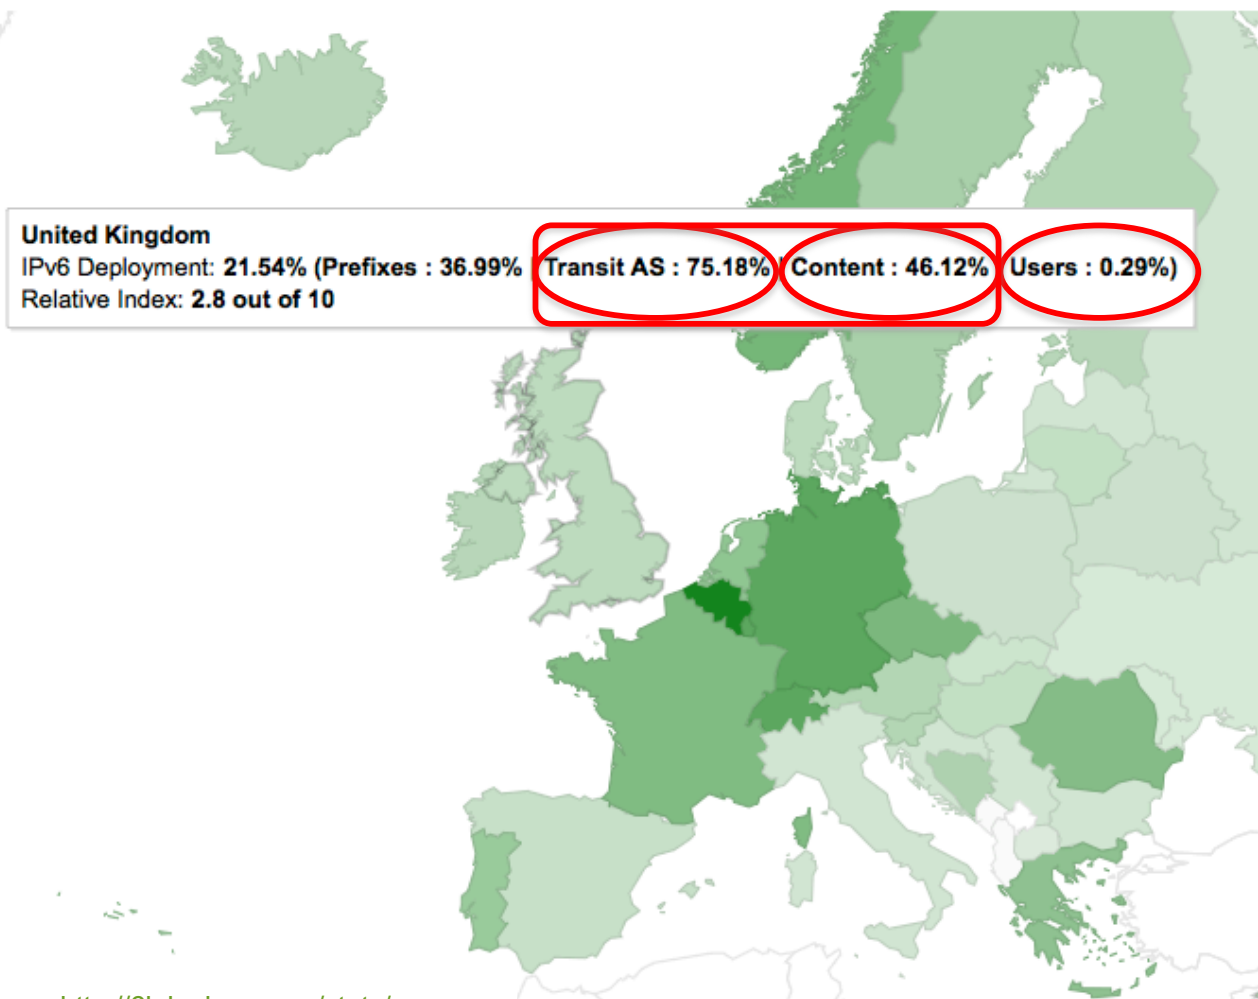 United Kingdom
IPv6 Deployment: 21.54% (Prefixes : 36.99% | Transit AS : 75.18% | Content : 46.12% | Users : 0.29%)
Relative Index: 2.8 out of 10